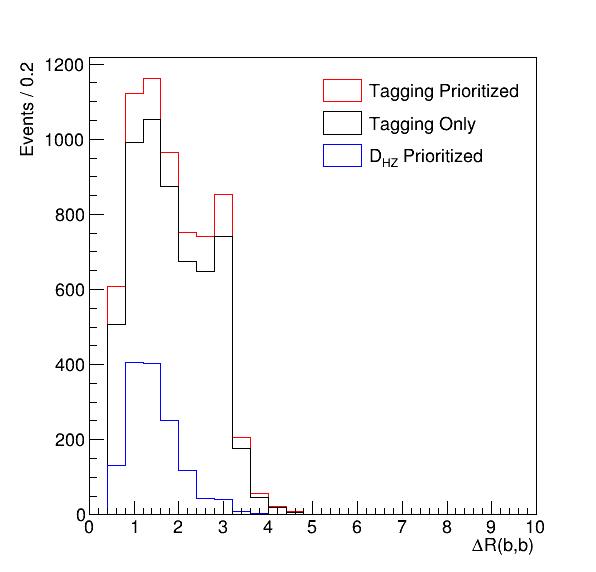 Events / 0.2
1200
1000
800
600
400
200
0
0 1 2 3 4 5 6 7 8 9 10
ΔR(b,b)
Tagging Prioritized
Tagging Only
D_HZ Prioritized